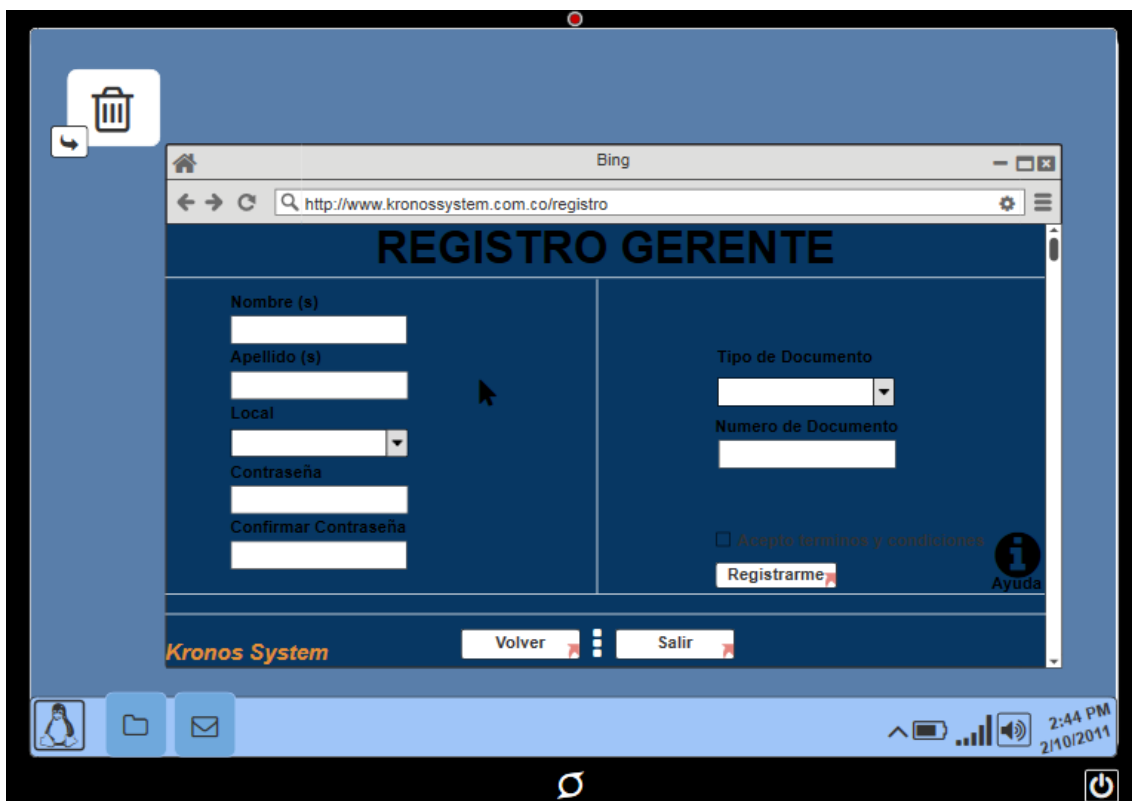 Bing
http://www.kronossystem.com.co/registro
REGISTRO GERENTE
Nombre (s)
Apellido (s)
Local
Contraseña
Confirmar Contraseña
Tipo de Documento
Numero de Documento
Acepto terminos y condiciones
Registrarme
Ayuda
Kronos System
Volver
Salir
2:44 PM
2/10/2011